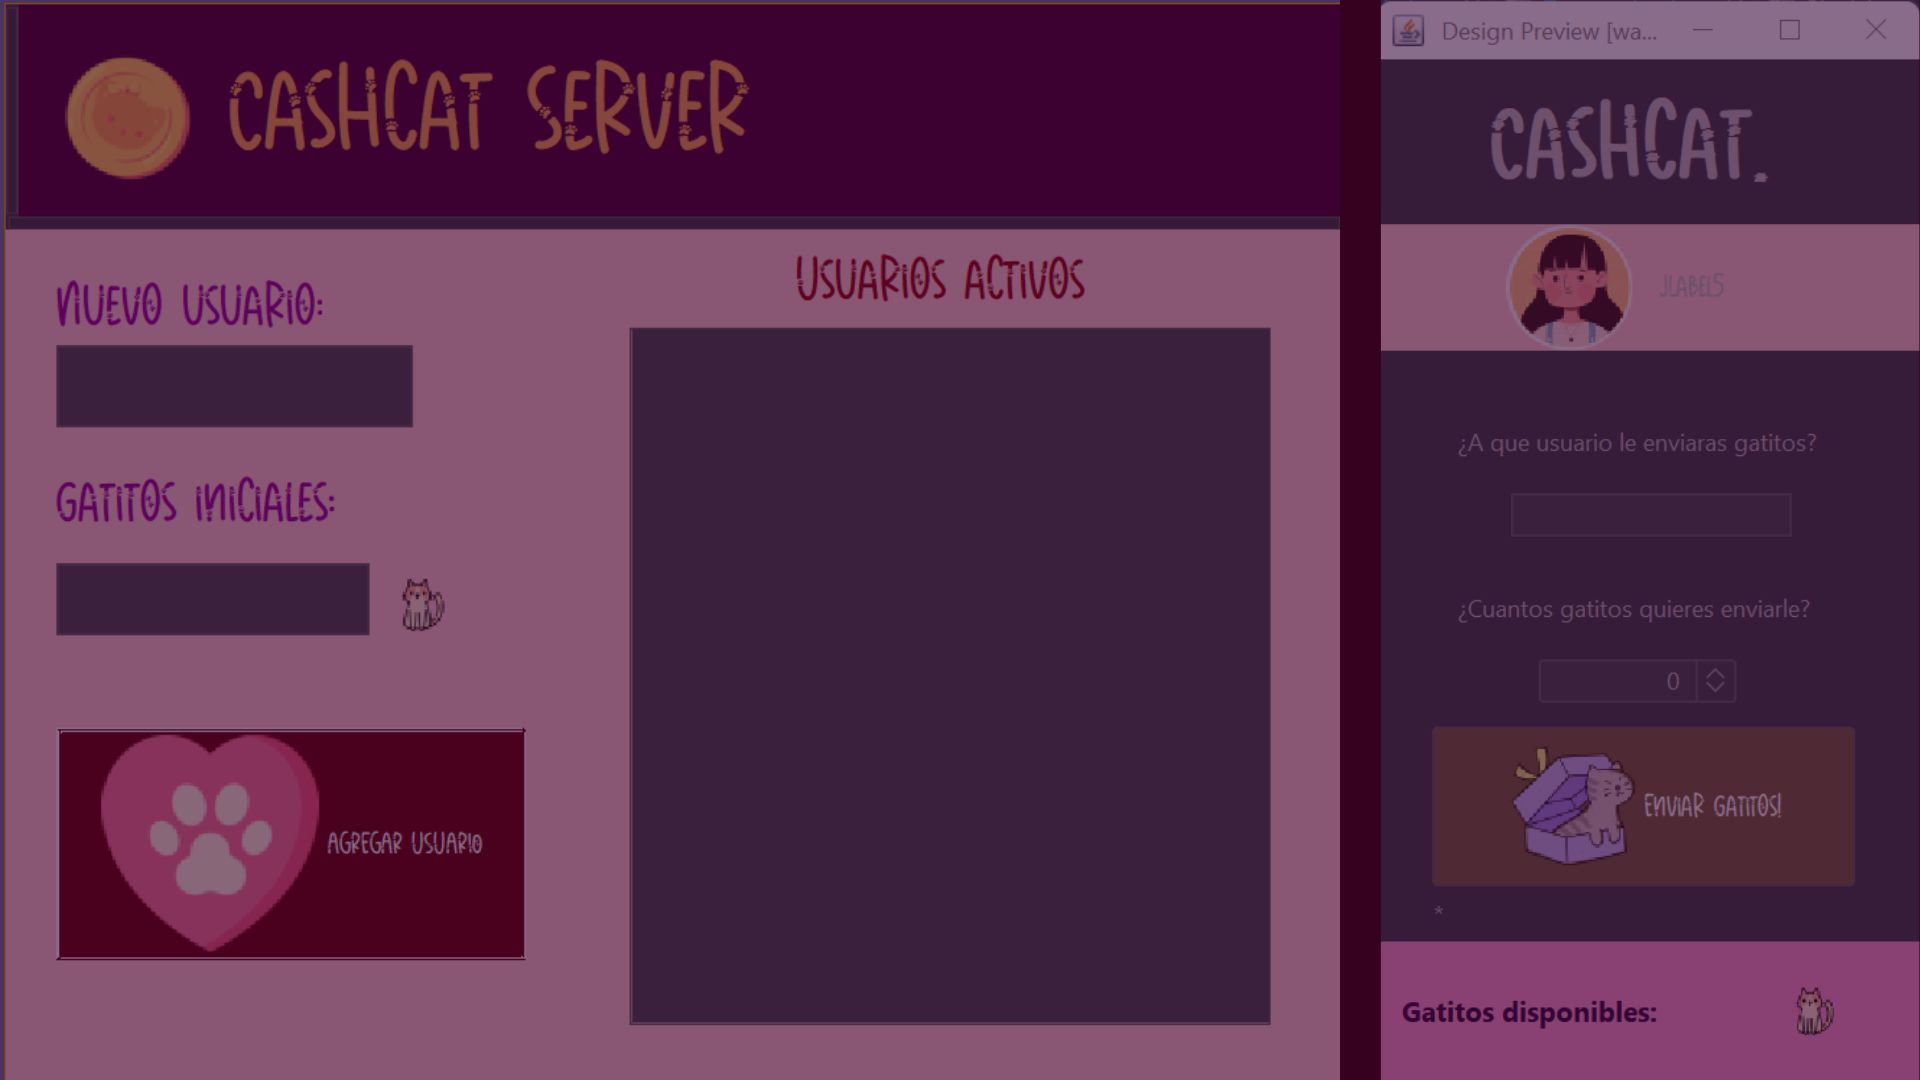 CASHCAT SERVER
NUEVO USUARIO:
GATITOS INICIALES:
AGREGAR USUARIO
USUARIOS ACTIVOS
Design Preview [wa...
CASHCAT.
JLABEL5
¿A que usuario le enviaras gatitos?
¿Cuantos gatitos quieres enviarle?
0
ENVIAR GATITOS!
*
Gatitos disponibles: